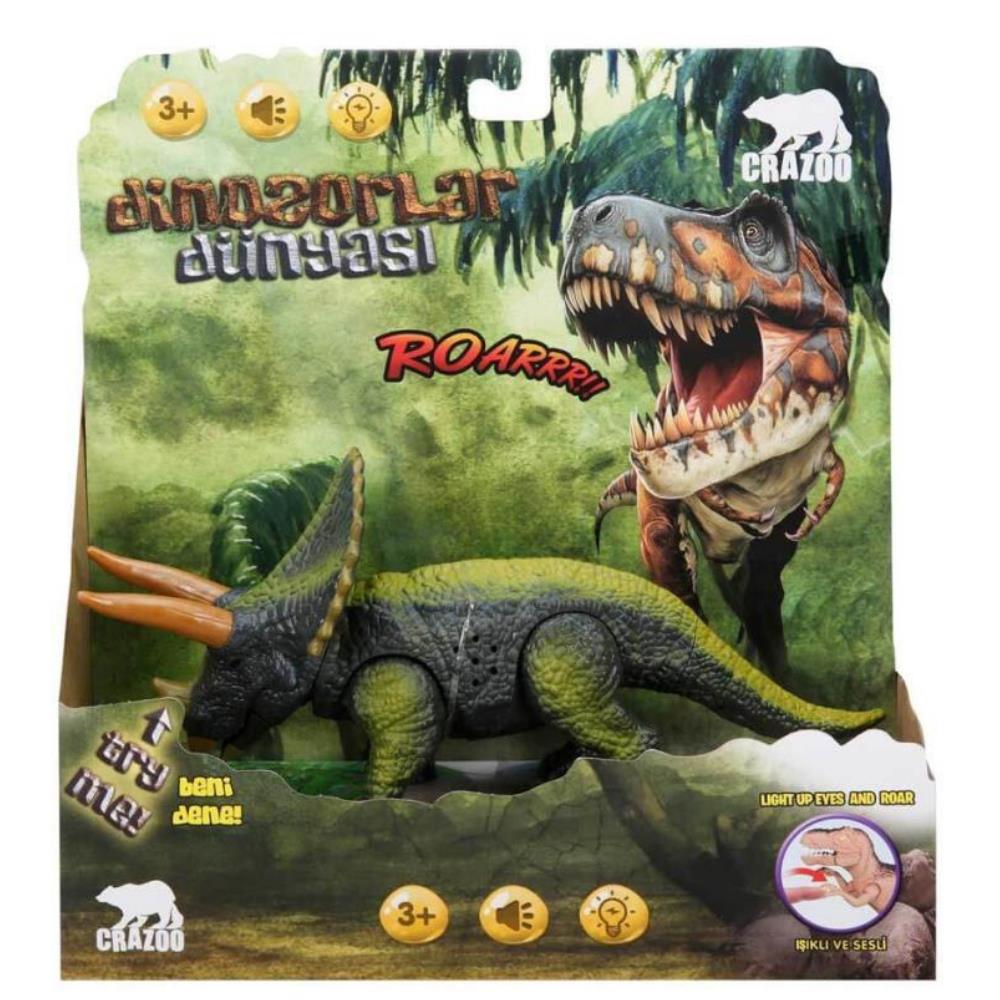 3+
CRAZOO
dinozorlar
dünyası
ROARRR!!
try
me!
beni
dene!
LIGHT UP EYES AND ROAR
CRAZOO
3+
IŞIKLI VE SESLİ